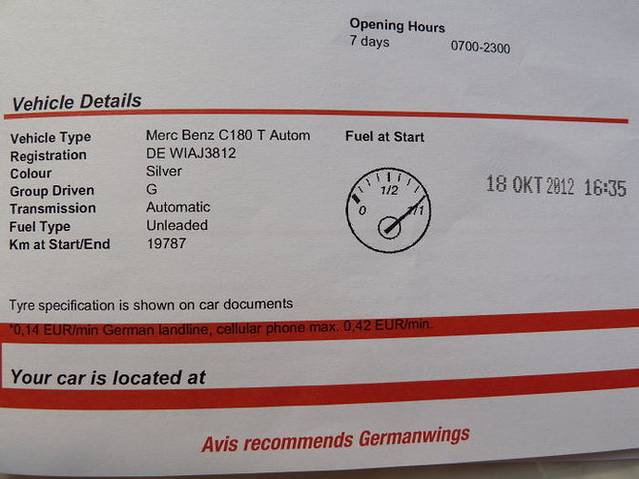 Opening Hours
7 days 0700-2300
Vehicle Details
Vehicle Type Merc Benz C180 T Autom Fuel at Start
Registration DE WIAJ3812
Colour Silver
Group Driven G
Transmission Automatic
Fuel Type Unleaded
Km at Start/End 19787
0 1/2 1/1
18 OKT 2012 16:35
Tyre specification is shown on car documents
*0,14 EUR/min German landline, cellular phone max. 0,42 EUR/min.
Your car is located at
Avis recommends Germanwings